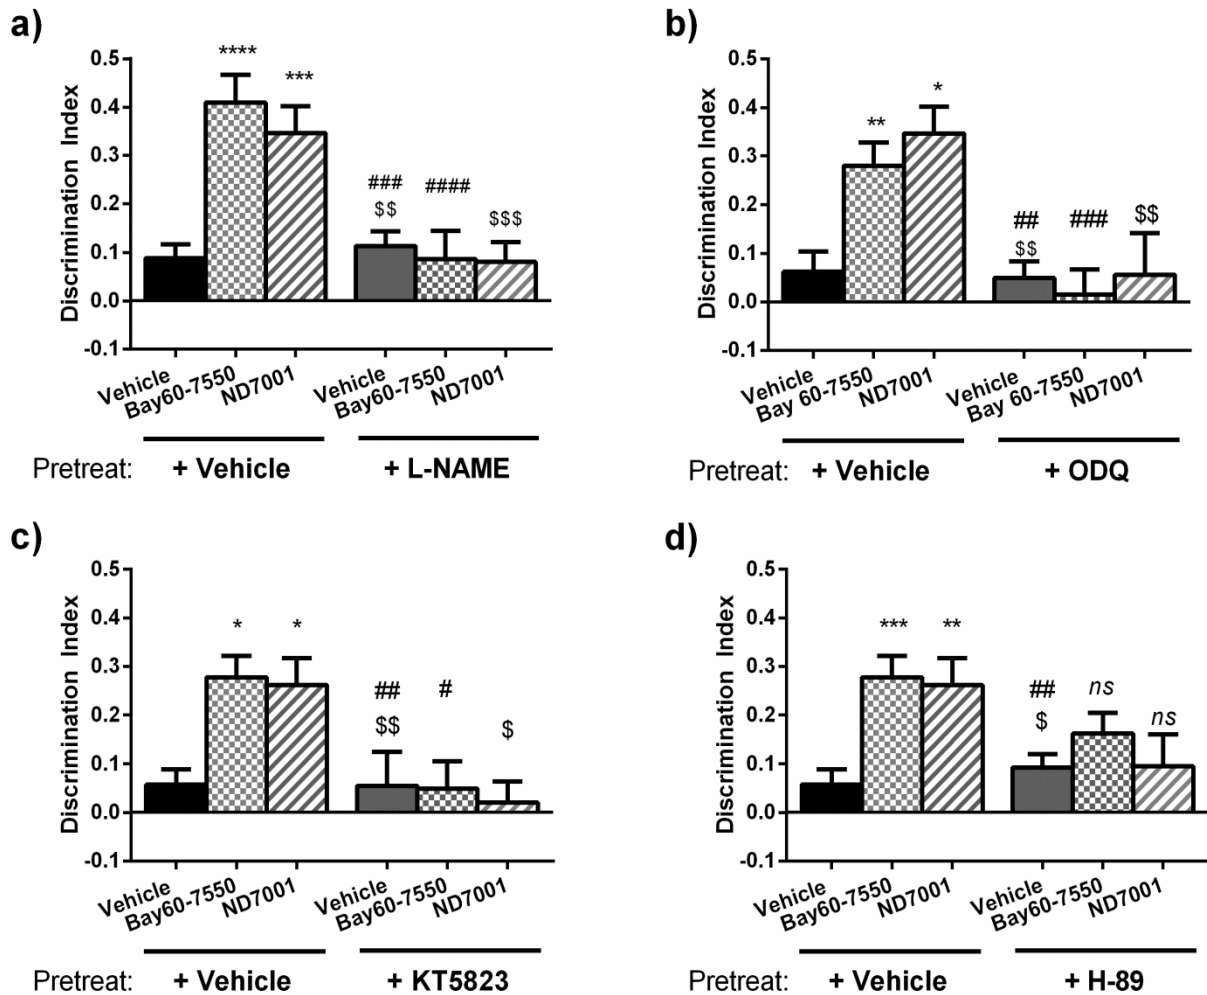 a)
Discrimination Index
0.5
0.4
0.3
0.2
0.1
0.0
-0.1
****
***
###
$$
####
$$$
Vehicle
Bay60-7550
ND7001
Vehicle
Bay60-7550
ND7001
Pretreat: + Vehicle + L-NAME
b)
Discrimination Index
0.5
0.4
0.3
0.2
0.1
0.0
-0.1
**
*
##
$$
###
$$
Vehicle
Bay 60-7550
ND7001
Vehicle
Bay 60-7550
ND7001
Pretreat: + Vehicle + ODQ
c)
Discrimination Index
0.5
0.4
0.3
0.2
0.1
0.0
-0.1
*
*
##
$$
#
$
Vehicle
Bay60-7550
ND7001
Vehicle
Bay60-7550
ND7001
Pretreat: + Vehicle + KT5823
d)
Discrimination Index
0.5
0.4
0.3
0.2
0.1
0.0
-0.1
***
**
##
$
ns
ns
Vehicle
Bay60-7550
ND7001
Vehicle
Bay60-7550
ND7001
Pretreat: + Vehicle + H-89